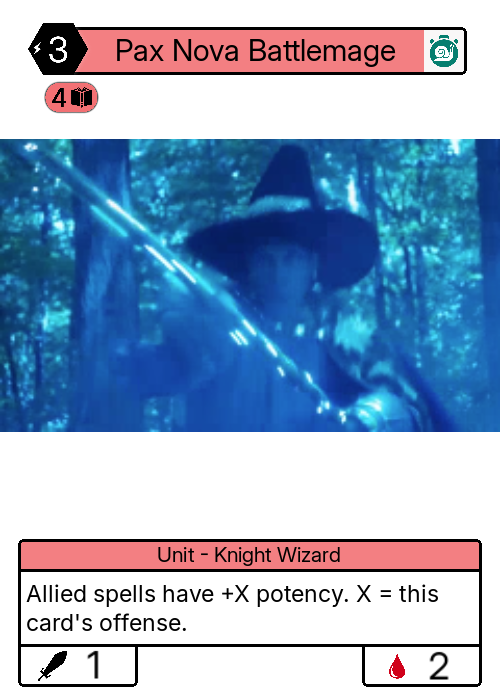 3 Pax Nova Battlemage
4
Unit - Knight Wizard
Allied spells have +X potency. X = this
card's offense.
1 2